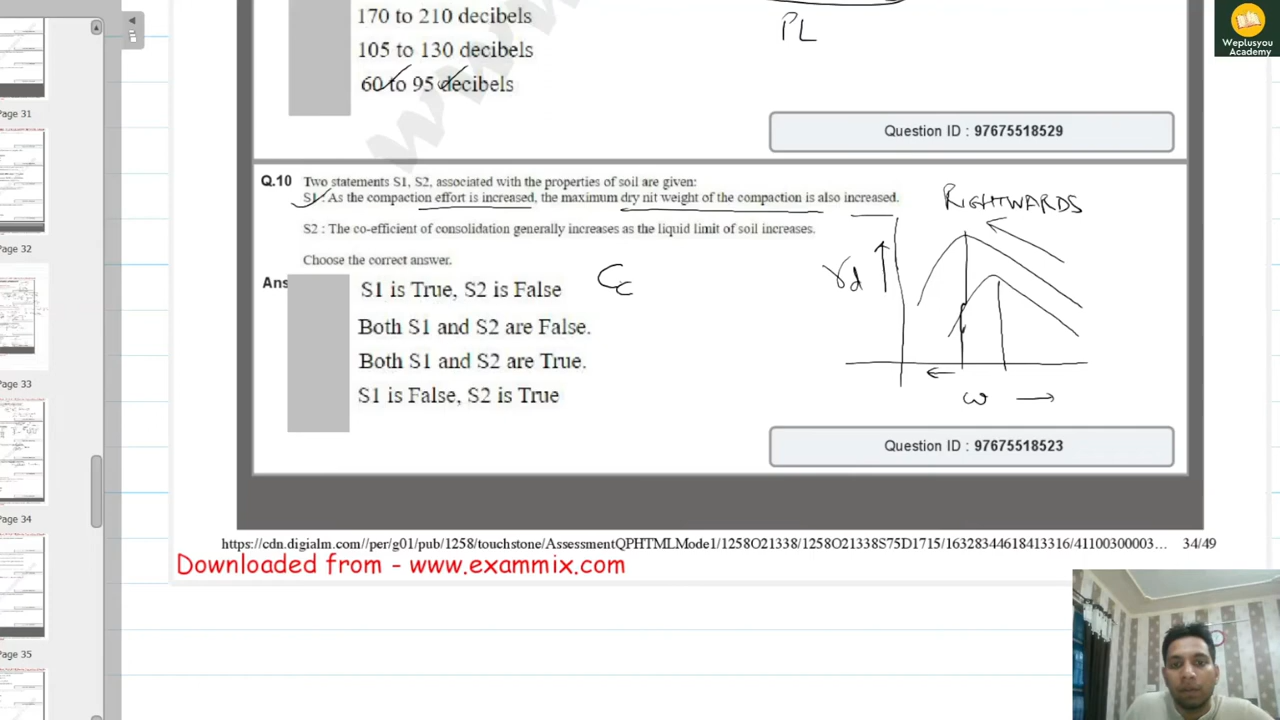 170 to 210 decibels
105 to 130 decibels
60 to 95 decibels
PL
Weplusyou
Academy
Question ID : 97675518529
Q.10 Two statements S1, S2, associated with the properties of soil are given:
S1 : As the compaction effort is increased, the maximum dry nit weight of the compaction is also increased.
S2 : The co-efficient of consolidation generally increases as the liquid limit of soil increases.
Choose the correct answer.
Ans
S1 is True, S2 is False
Both S1 and S2 are False.
Both S1 and S2 are True.
S1 is False, S2 is True
Cc
RIGHTWARDS
γd
ω
Question ID : 97675518523
https://cdn.digialm.com//per/g01/pub/1258/touchstone/AssessmentQPHTMLMode1/1258O21338/1258O21338S75D1715/16328344618413316/41100300003… 34/49
Downloaded from - www.exammix.com
Page 31
Page 32
Page 33
Page 34
Page 35